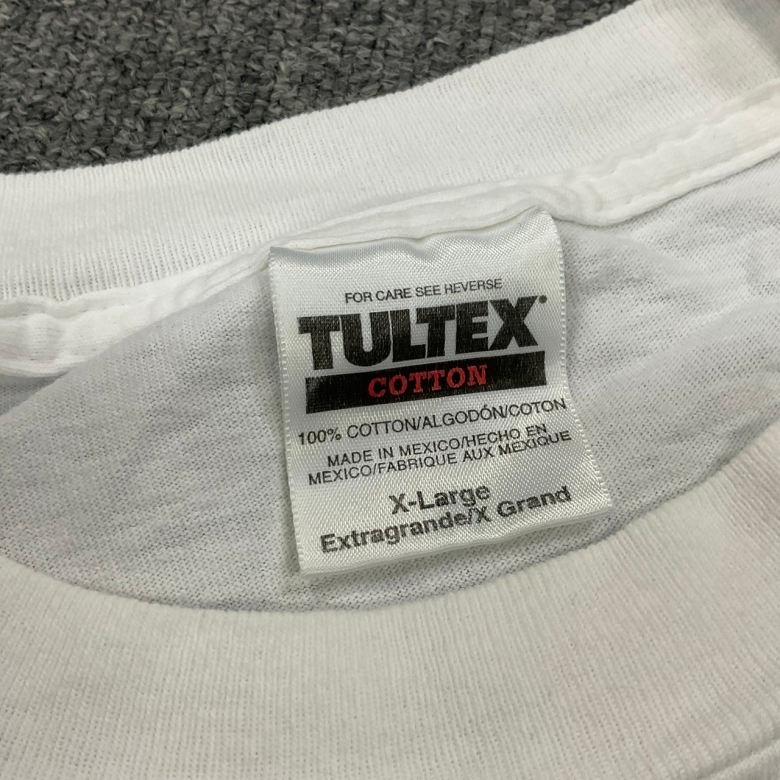 FOR CARE SEE REVERSE
TULTEX®
COTTON
100% COTTON/ALGODÓN/COTON
MADE IN MEXICO/HECHO EN
MEXICO/FABRIQUE AUX MEXIQUE
X-Large
Extragrande/X Grand